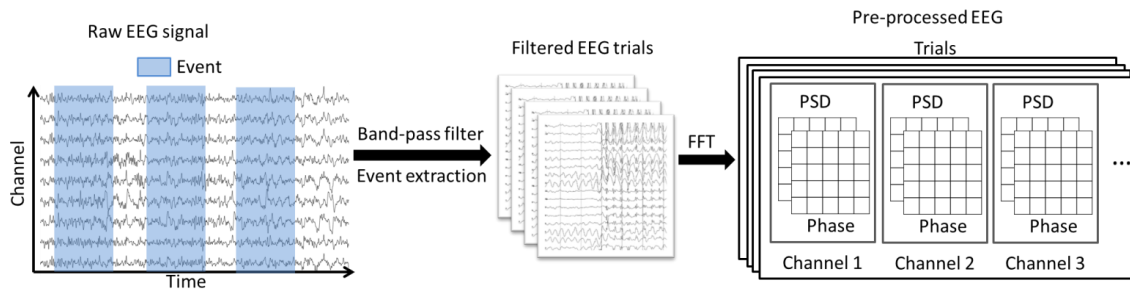 Raw EEG signal
Event
Channel
Time
Band-pass filter
Event extraction
Filtered EEG trials
FFT
Pre-processed EEG
Trials
PSD
Phase
Channel 1
PSD
Phase
Channel 2
PSD
Phase
Channel 3
...